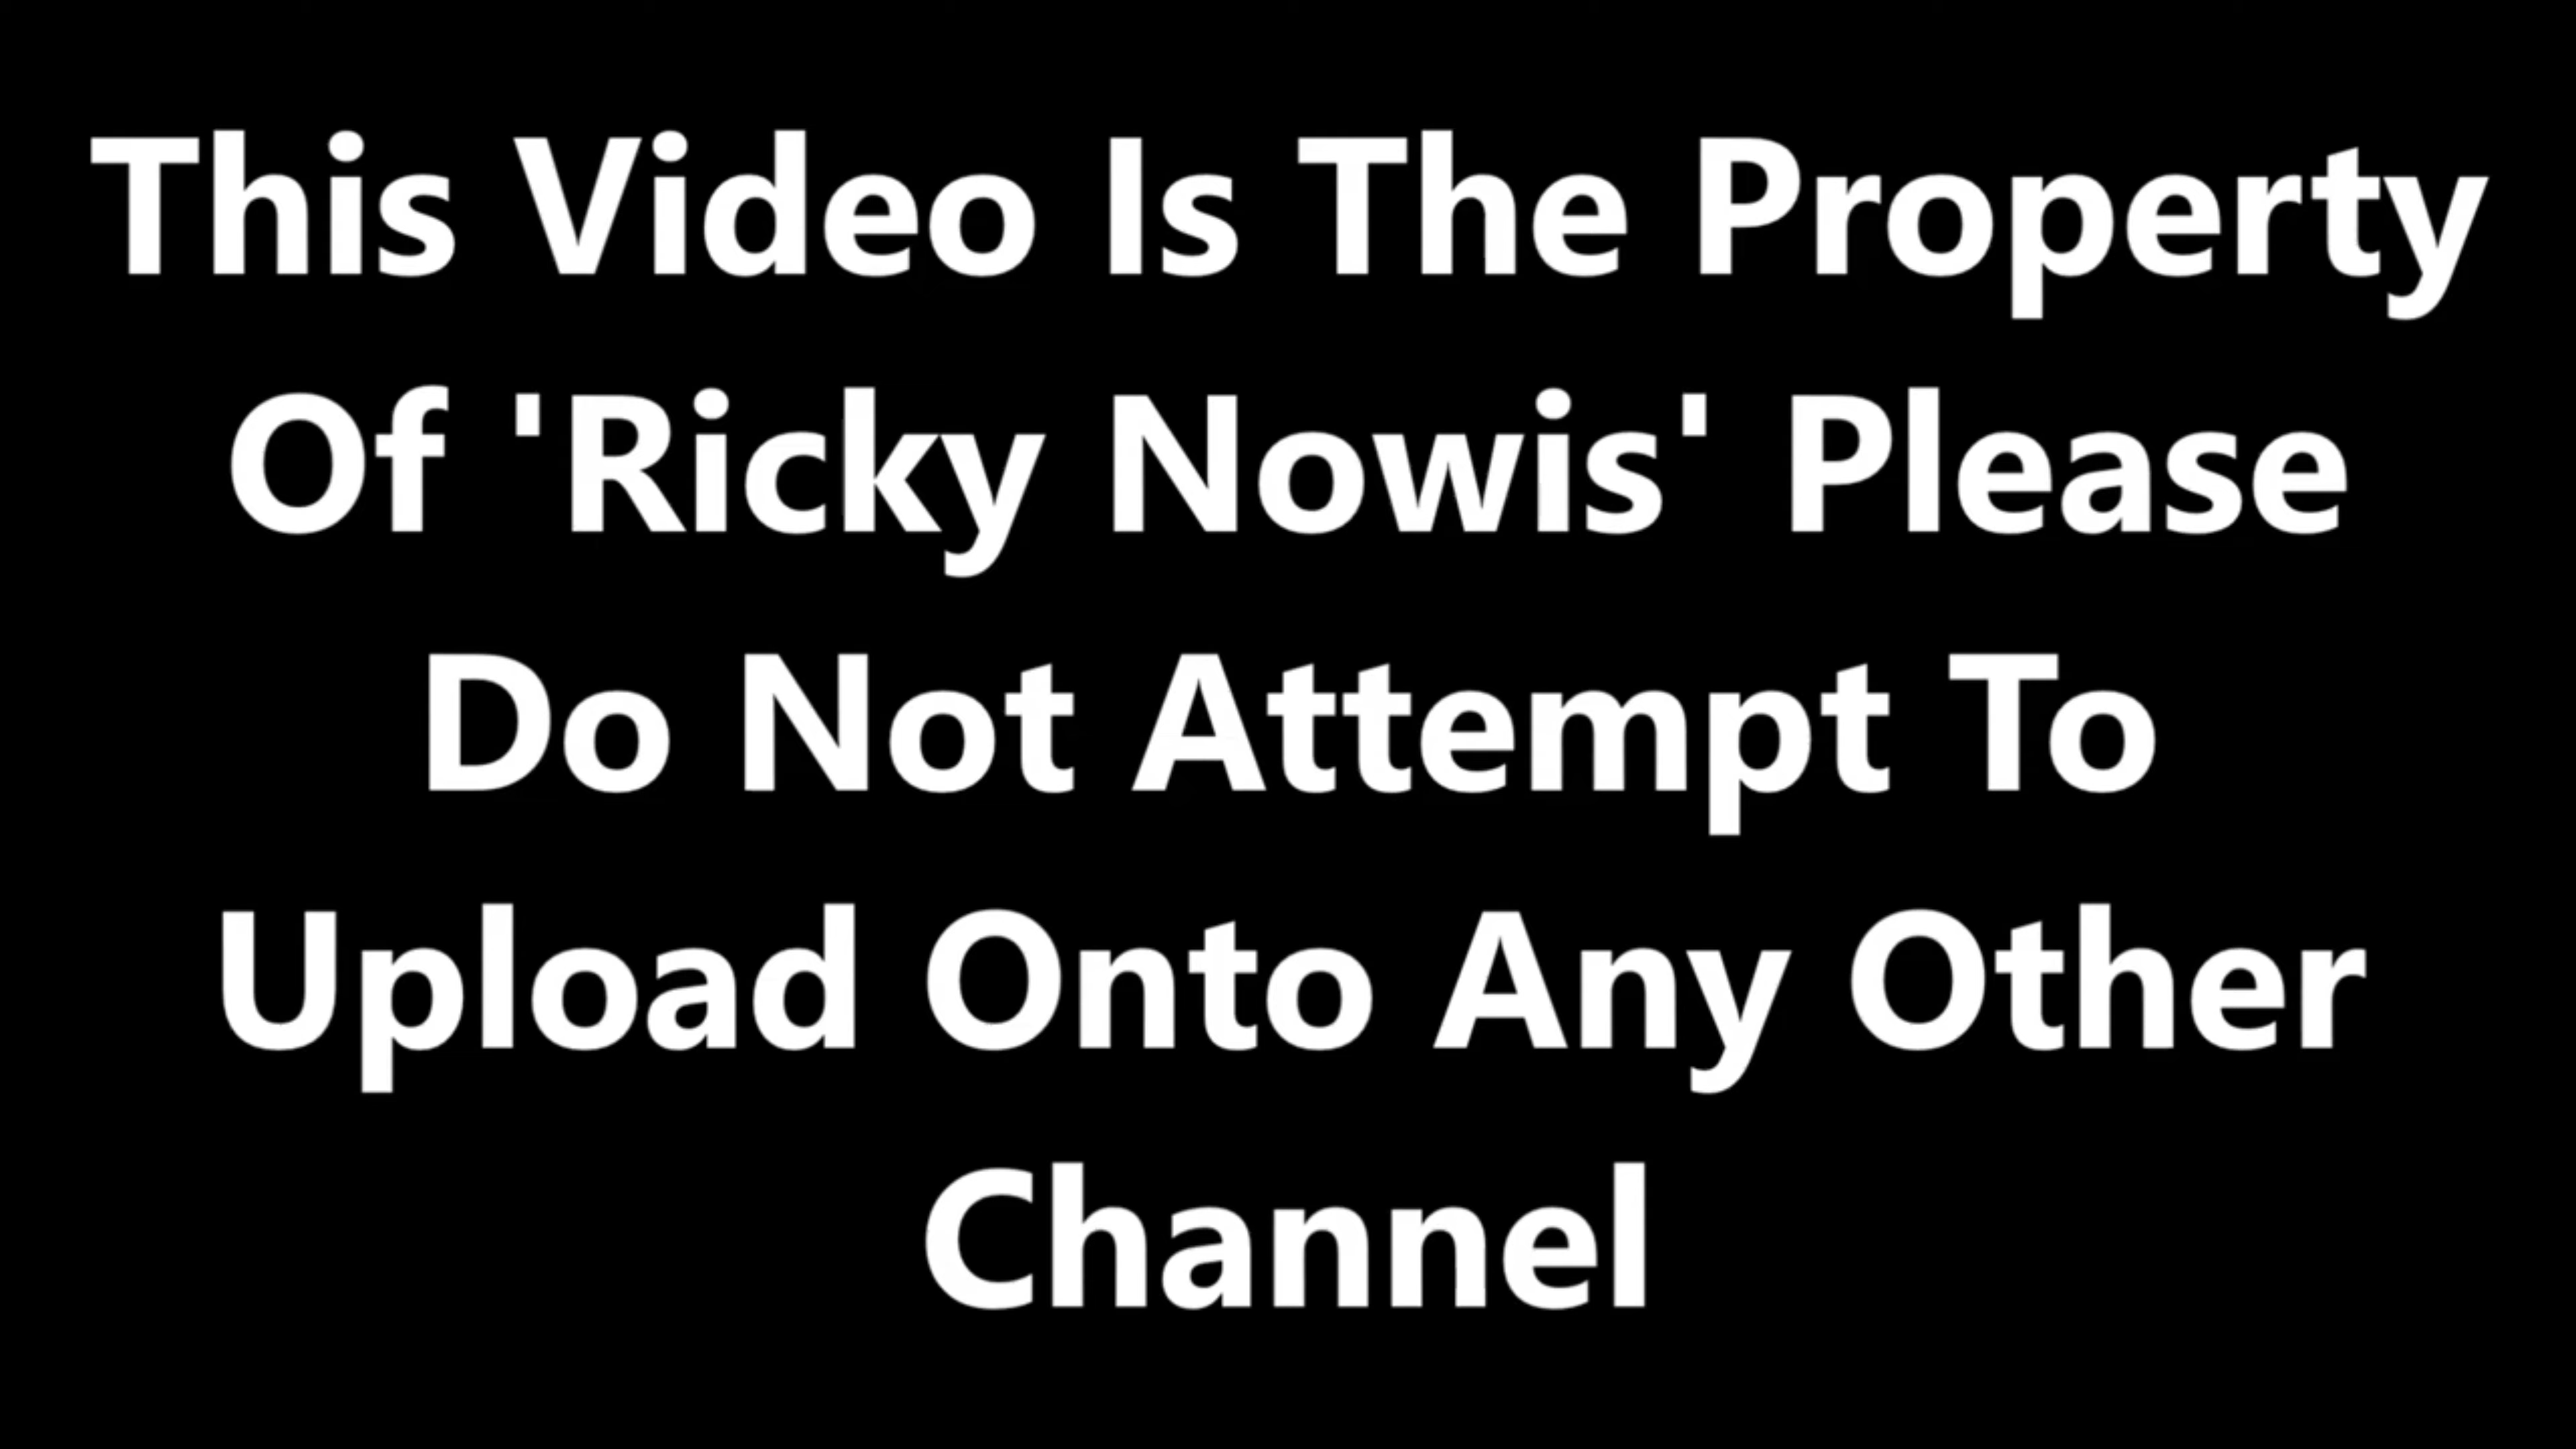 This Video Is The Property
Of 'Ricky Nowis' Please
Do Not Attempt To
Upload Onto Any Other
Channel